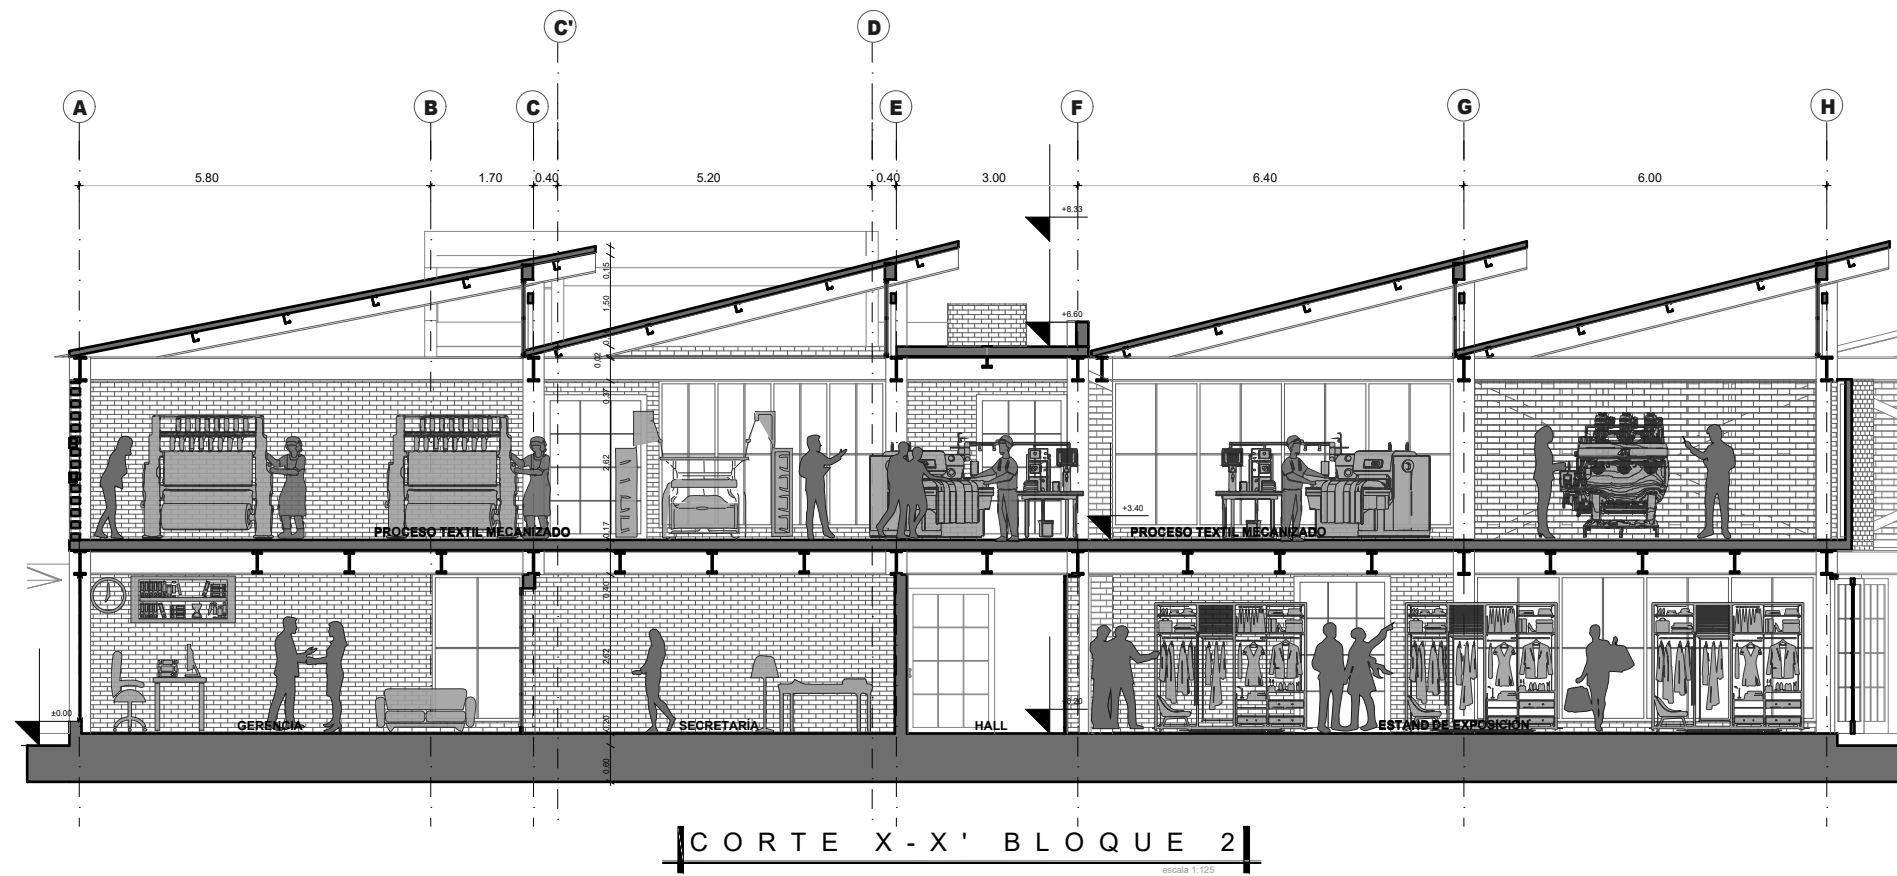 C' D
A B C E F G H
5.80 1.70 0.40 5.20 0.40 3.00 6.40 6.00
+8.33
0.15
1.50
+6.60
0.02
0.37
2.62
+3.40
0.17
PROCESO TEXTIL MECANIZADO PROCESO TEXTIL MECANIZADO
0.40
2.62
±0.00
0.20
GERENCIA SECRETARÍA HALL ESTAND DE EXPOSICIÓN
0.60
CORTE X-X' BLOQUE 2
escala 1:125